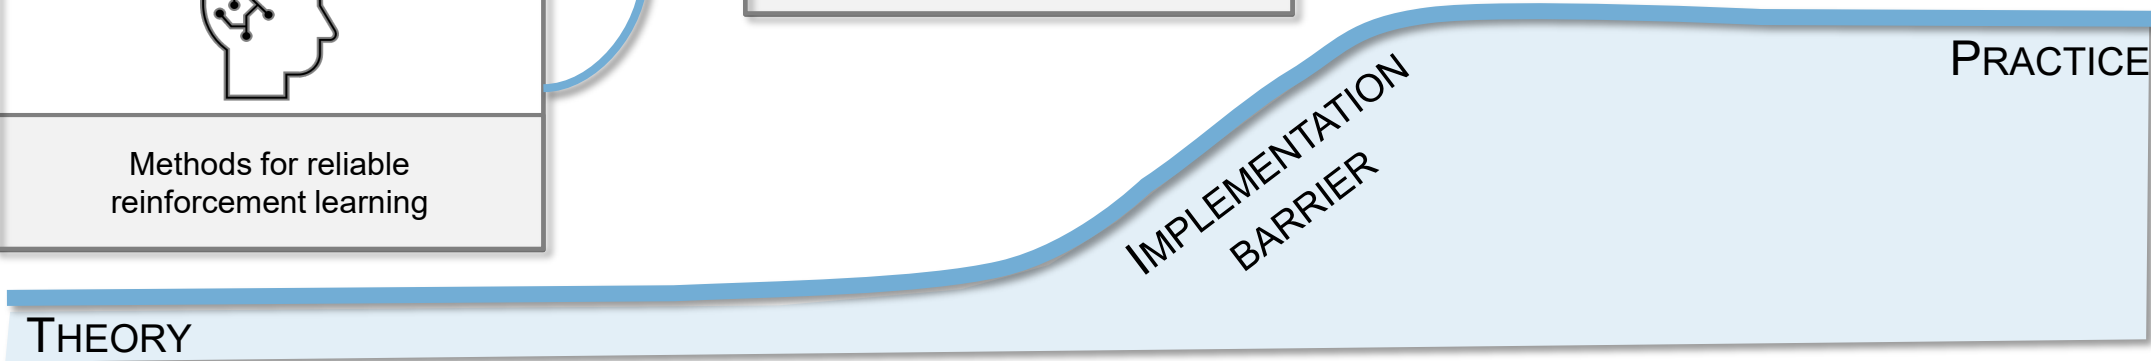 PRACTICE
IMPLEMENTATION
BARRIER
Methods for reliable
reinforcement learning
THEORY